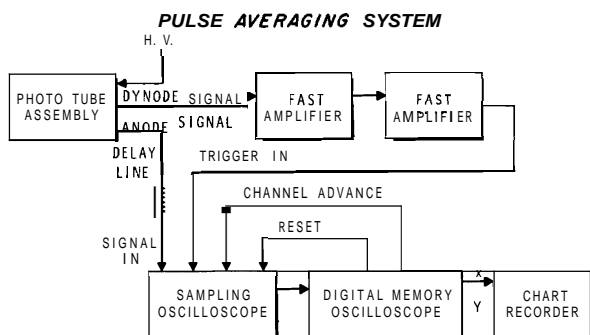 PULSE AVERAGING SYSTEM
H. V.
PHOTO TUBE
ASSEMBLY
DYNODE SIGNAL
ANODE SIGNAL
DELAY
LINE
FAST
AMPLIFIER
FAST
AMPLIFIER
TRIGGER IN
CHANNEL ADVANCE
RESET
SIGNAL
IN
SAMPLING
OSCILLOSCOPE
DIGITAL MEMORY
OSCILLOSCOPE
X
Y
CHART
RECORDER